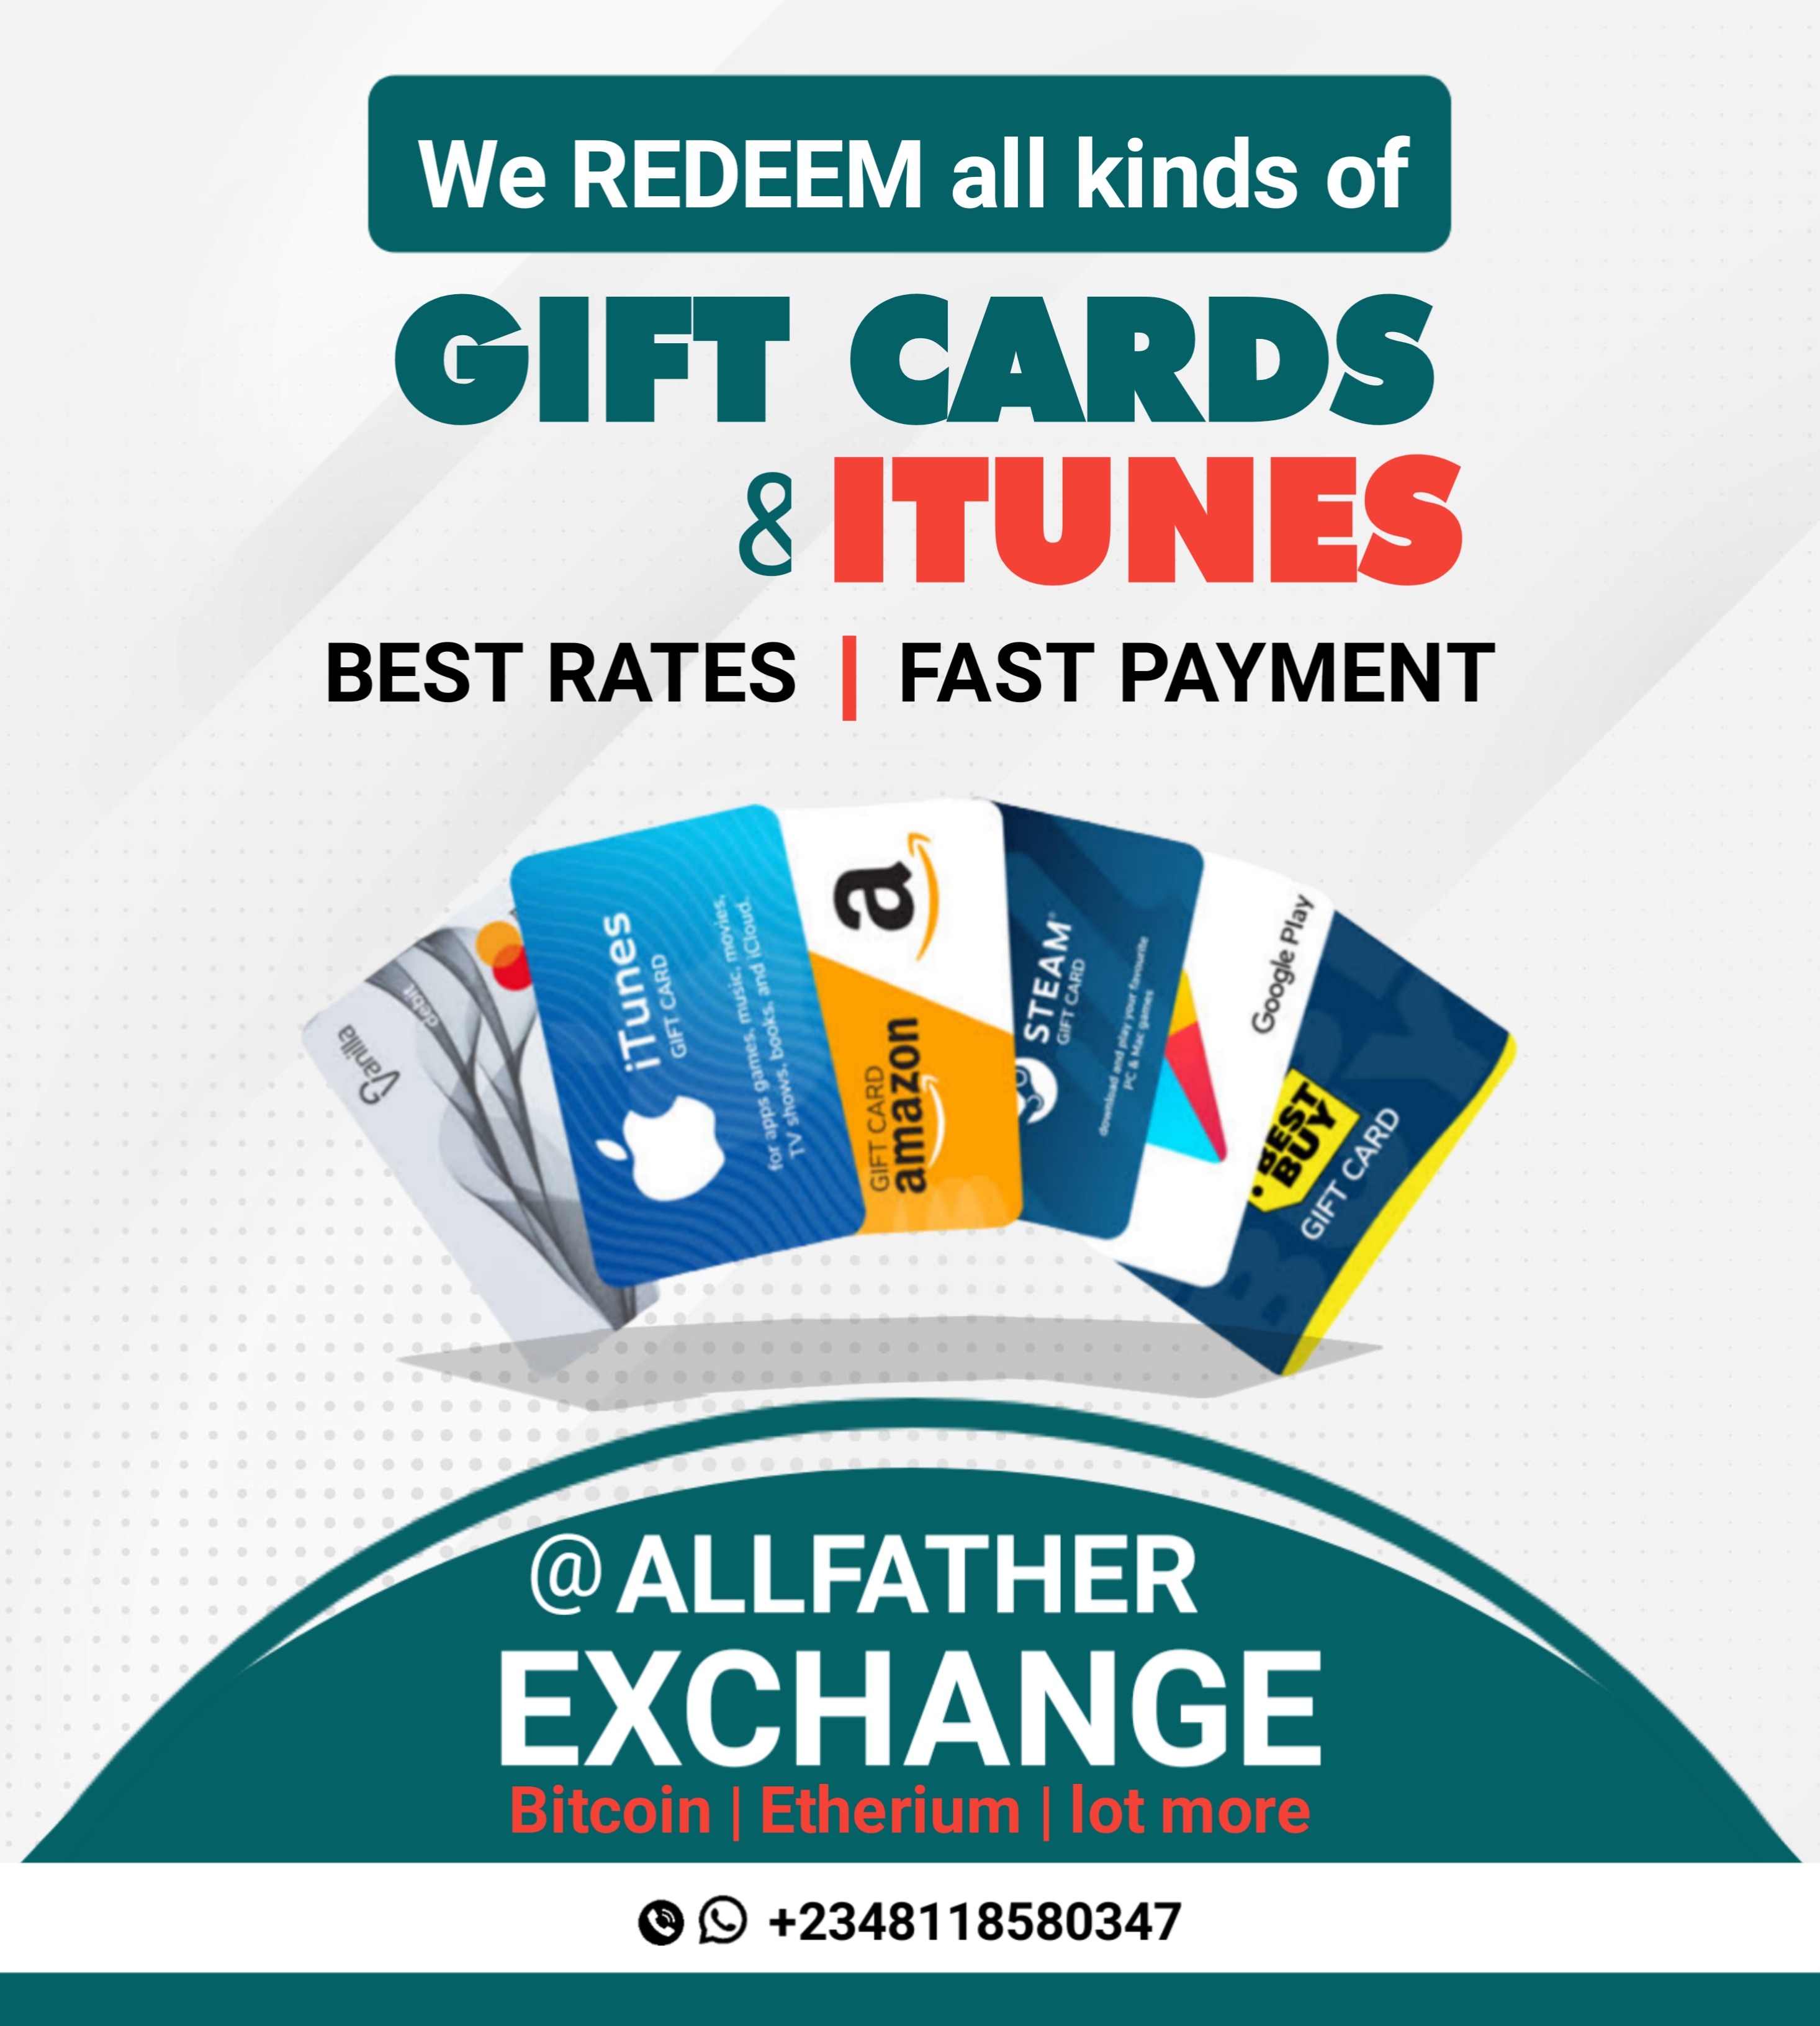 We REDEEM all kinds of
GIFT CARDS
& ITUNES
BEST RATES | FAST PAYMENT
Vanilla
debit
iTunes
GIFT CARD
for apps games, music, movies,
TV shows, books, and iCloud.
a
GIFT CARD
amazon
STEAM
GIFT CARD
download and play your favourite
PC & Mac games
Google Play
BEST
BUY
GIFT CARD
@ALLFATHER
EXCHANGE
Bitcoin | Etherium | lot more
+2348118580347